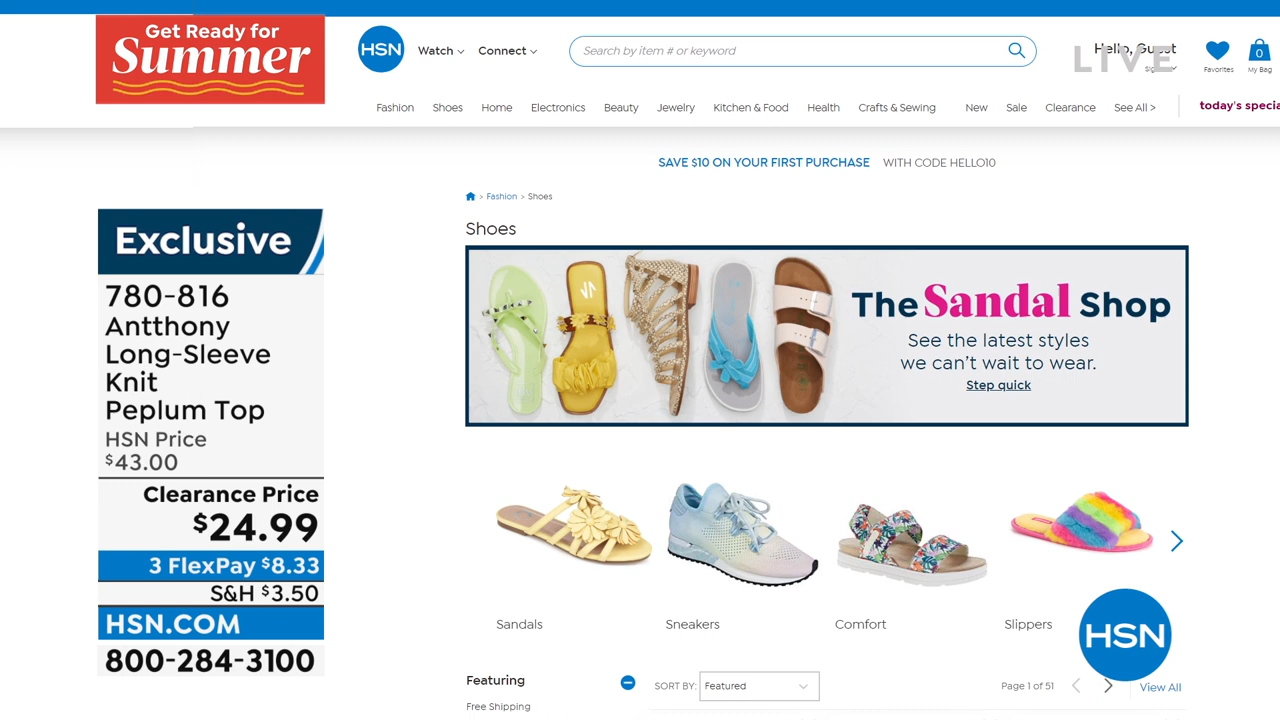 Get Ready for
Summer
HSN
Watch
Connect
Search by item # or keyword
Hello, Guest
LIVE
Favorites
0
My Bag
Fashion
Shoes
Home
Electronics
Beauty
Jewelry
Kitchen & Food
Health
Crafts & Sewing
New
Sale
Clearance
See All >
today's specia
SAVE $10 ON YOUR FIRST PURCHASE WITH CODE HELLO10
> Fashion > Shoes
Shoes
The Sandal Shop
See the latest styles
we can't wait to wear.
Step quick
Exclusive
780-816
Antthony
Long-Sleeve
Knit
Peplum Top
HSN Price
$43.00
Clearance Price
$24.99
3 FlexPay $8.33
S&H $3.50
HSN.COM
800-284-3100
Sandals
Sneakers
Comfort
Slippers
HSN
Featuring
Free Shipping
SORT BY: Featured
Page 1 of 51
View All